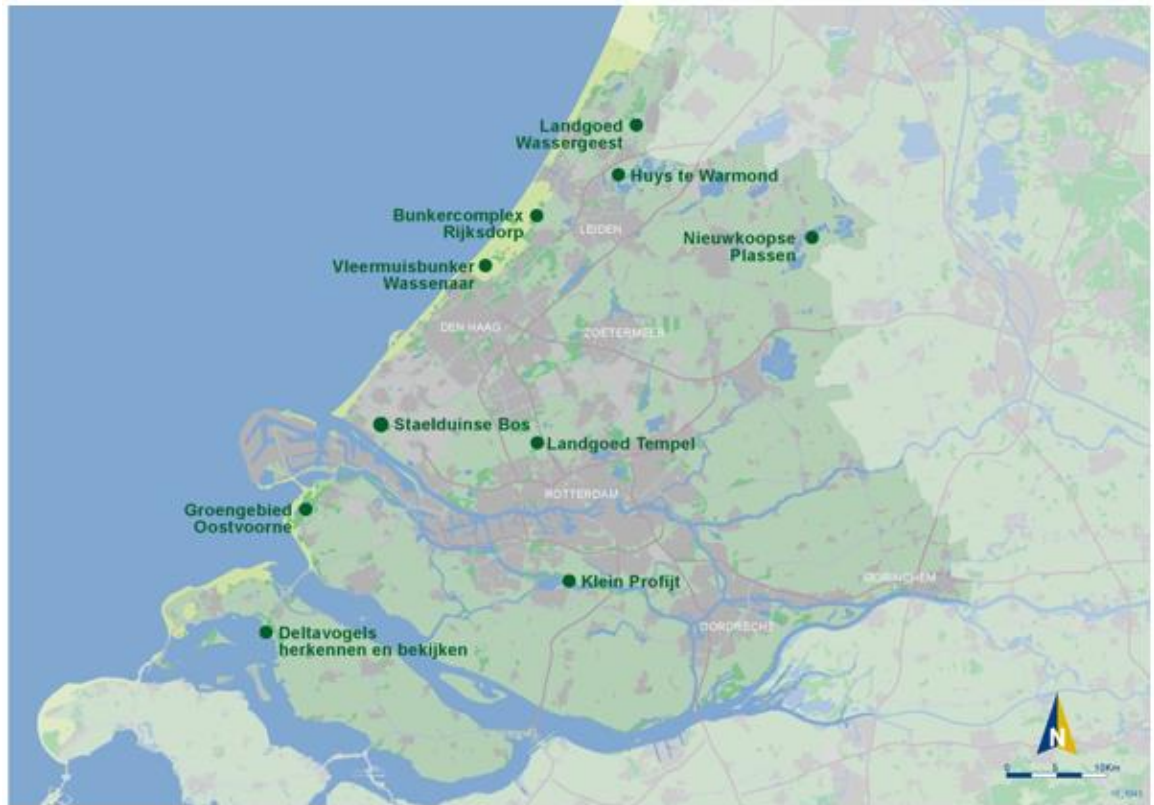 Landgoed
Wassergeest
Huys te Warmond
Bunkercomplex
Rijksdorp
LEIDEN
Nieuwkoopse
Plassen
Vleermuisbunker
Wassenaar
DEN HAAG
ZOETERMEER
Staelduinse Bos
Landgoed Tempel
ROTTERDAM
Groengebied
Oostvoorne
Klein Profijt
GORINCHEM
DORDRECHT
Deltavogels
herkennen en bekijken
N
0 5 10Km